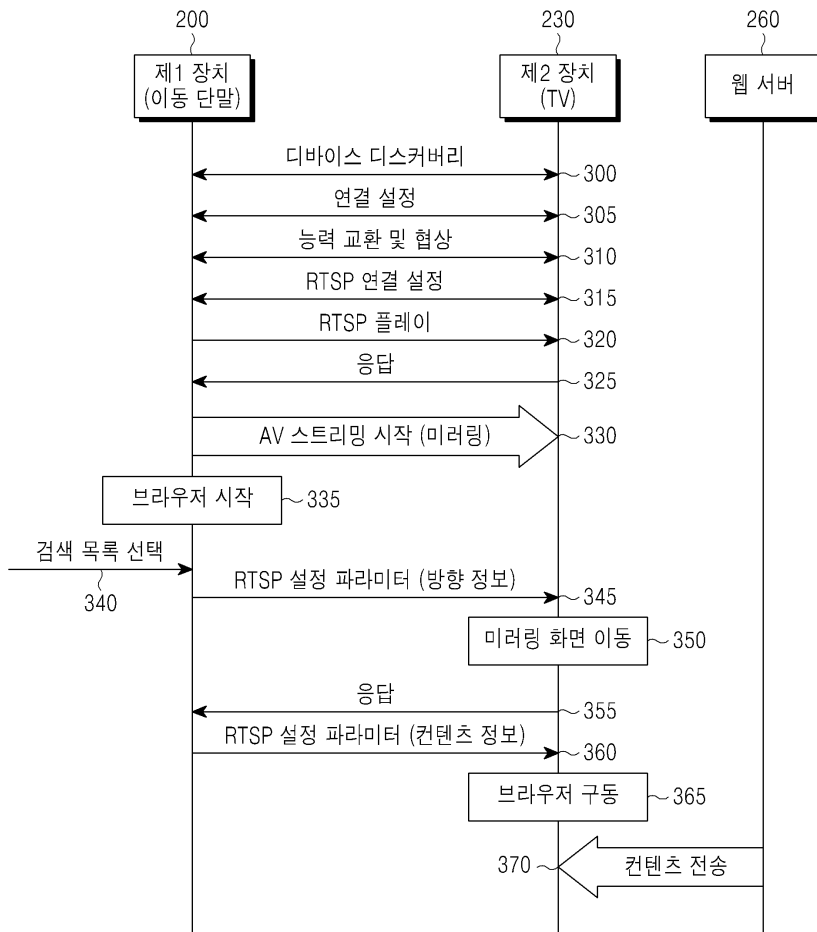 200
230
260
제1 장치
(이동 단말)
제2 장치
(TV)
웹 서버
디바이스 디스커버리
300
연결 설정
305
능력 교환 및 협상
310
RTSP 연결 설정
315
RTSP 플레이
320
응답
325
AV 스트리밍 시작 (미러링)
330
브라우저 시작
335
검색 목록 선택
340
RTSP 설정 파라미터 (방향 정보)
345
미러링 화면 이동
350
응답
355
RTSP 설정 파라미터 (컨텐츠 정보)
360
브라우저 구동
365
370
컨텐츠 전송